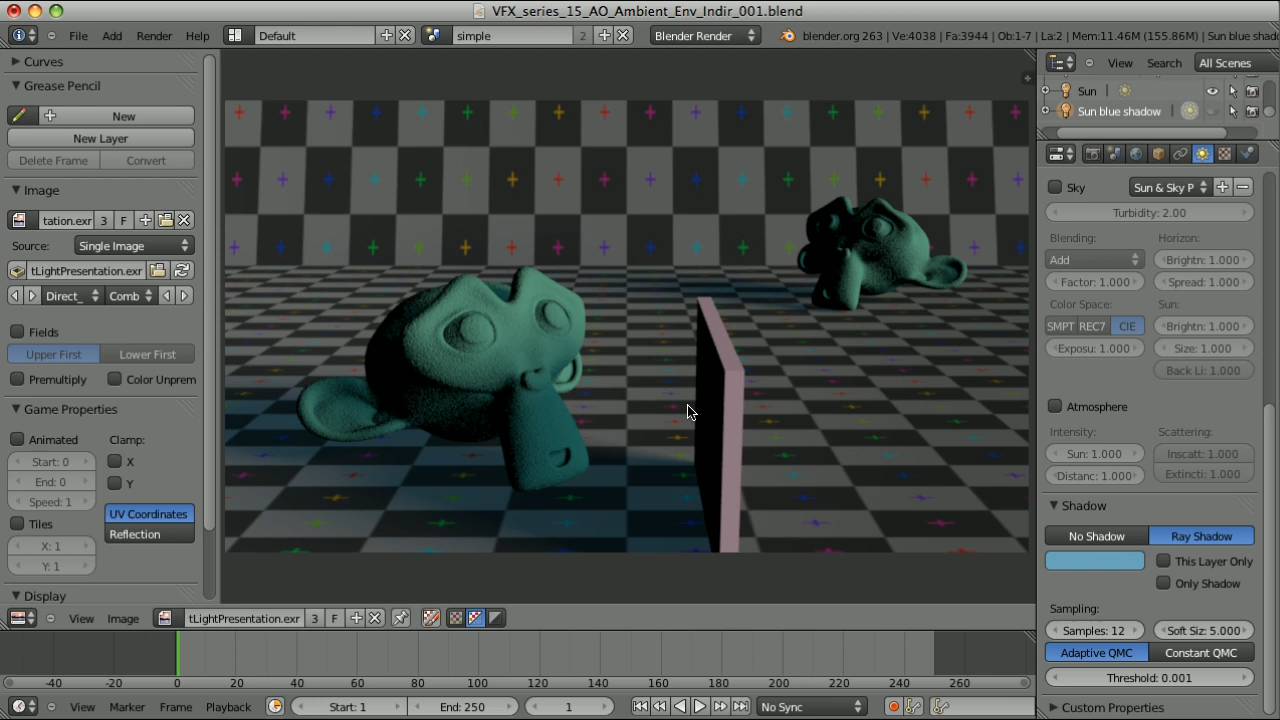 VFX_series_15_AO_Ambient_Env_Indir_001.blend
File Add Render Help Default simple 2 Blender Render blender.org 263 | Ve:4038 | Fa:3944 | Ob:1-7 | La:2 | Mem:11.46M (155.86M) | Sun blue shado
Curves
Grease Pencil
New
New Layer
Delete Frame Convert
Image
tation.exr 3 F
Source: Single Image
tLightPresentation.exr
Direct_ Comb
Fields
Upper First Lower First
Premultiply Color Unprem
Game Properties
Animated Clamp:
Start: 0 X
End: 0 Y
Speed: 1
Tiles UV Coordinates
X: 1 Reflection
Y: 1
Display
View Image tLightPresentation.exr 3 F
-40 -20 0 20 40 60 80 100 120 140 160 180 200 220 240 260
View Marker Frame Playback Start: 1 End: 250 1 No Sync
View Search All Scenes
Sun
Sun blue shadow
Sky Sun & Sky P
Turbidity: 2.00
Blending: Horizon:
Add Brightn: 1.000
Factor: 1.000 Spread: 1.000
Color Space: Sun:
SMPT REC7 CIE Brightn: 1.000
Exposu: 1.000 Size: 1.000
Back Li: 1.000
Atmosphere
Intensity: Scattering:
Sun: 1.000 Inscatt: 1.000
Distanc: 1.000 Extincti: 1.000
Shadow
No Shadow Ray Shadow
This Layer Only
Only Shadow
Sampling:
Samples: 12 Soft Siz: 5.000
Adaptive QMC Constant QMC
Threshold: 0.001
Custom Properties